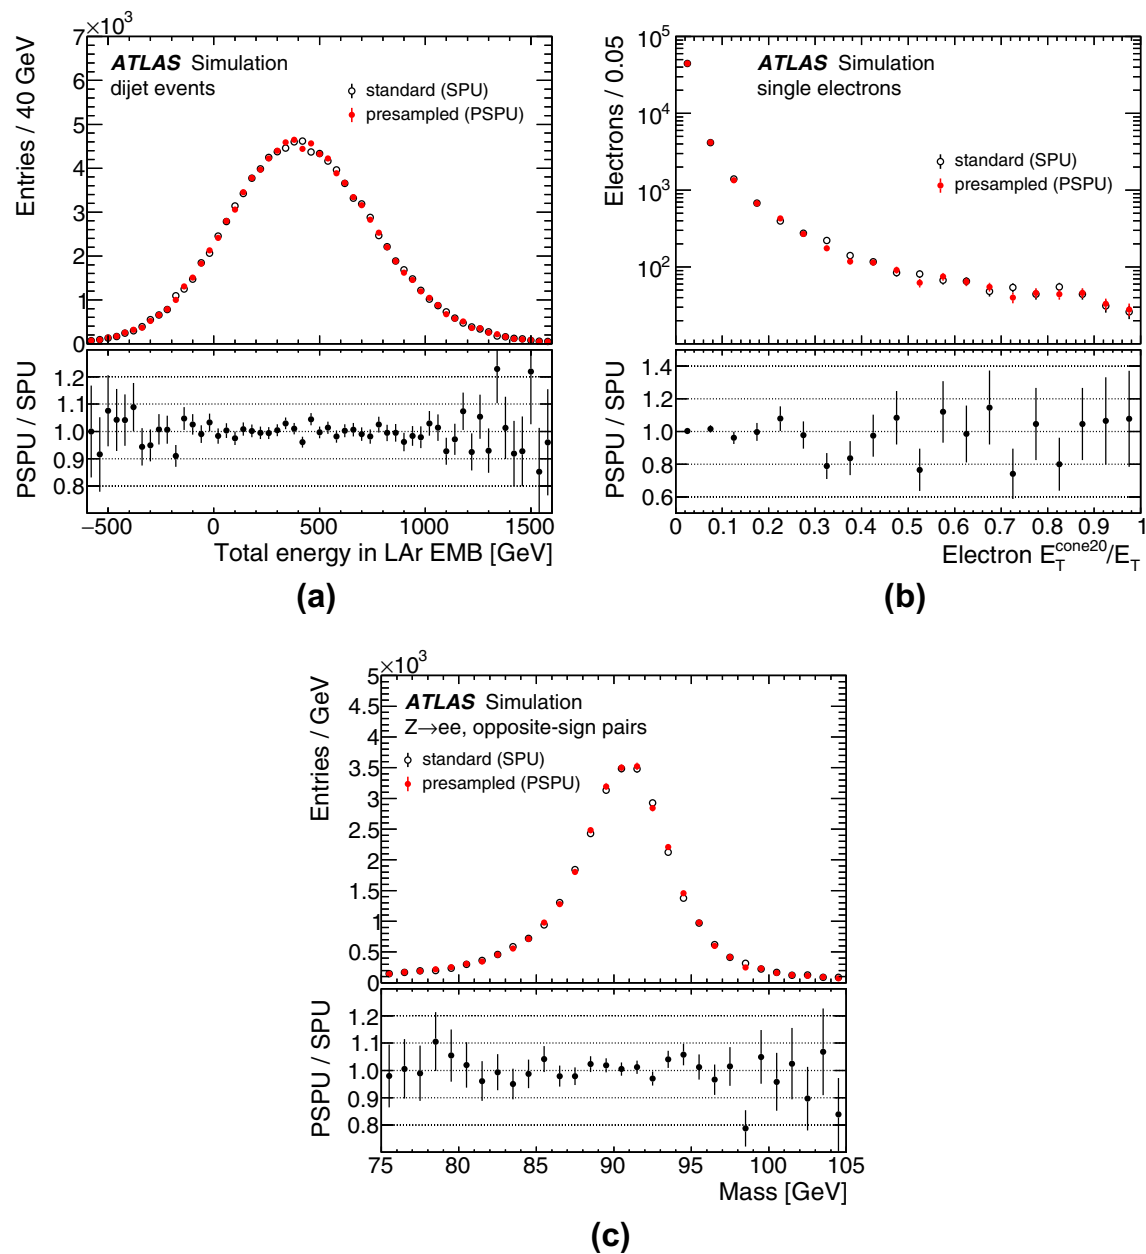 ×10³
7
6
5
4
3
2
1
0
Entries / 40 GeV
ATLAS Simulation
dijet events
standard (SPU)
presampled (PSPU)
1.2
1.1
1.0
0.9
0.8
PSPU / SPU
−500 0 500 1000 1500
Total energy in LAr EMB [GeV]
(a)
10⁵
10⁴
10³
10²
Electrons / 0.05
ATLAS Simulation
single electrons
standard (SPU)
presampled (PSPU)
1.4
1.2
1.0
0.8
0.6
PSPU / SPU
0 0.1 0.2 0.3 0.4 0.5 0.6 0.7 0.8 0.9 1
Electron E_T^cone20/E_T
(b)
×10³
5
4.5
4
3.5
3
2.5
2
1
0.5
0
Entries / GeV
ATLAS Simulation
Z→ee, opposite-sign pairs
standard (SPU)
presampled (PSPU)
1.2
1.1
1.0
0.9
0.8
PSPU / SPU
75 80 85 90 95 100 105
Mass [GeV]
(c)